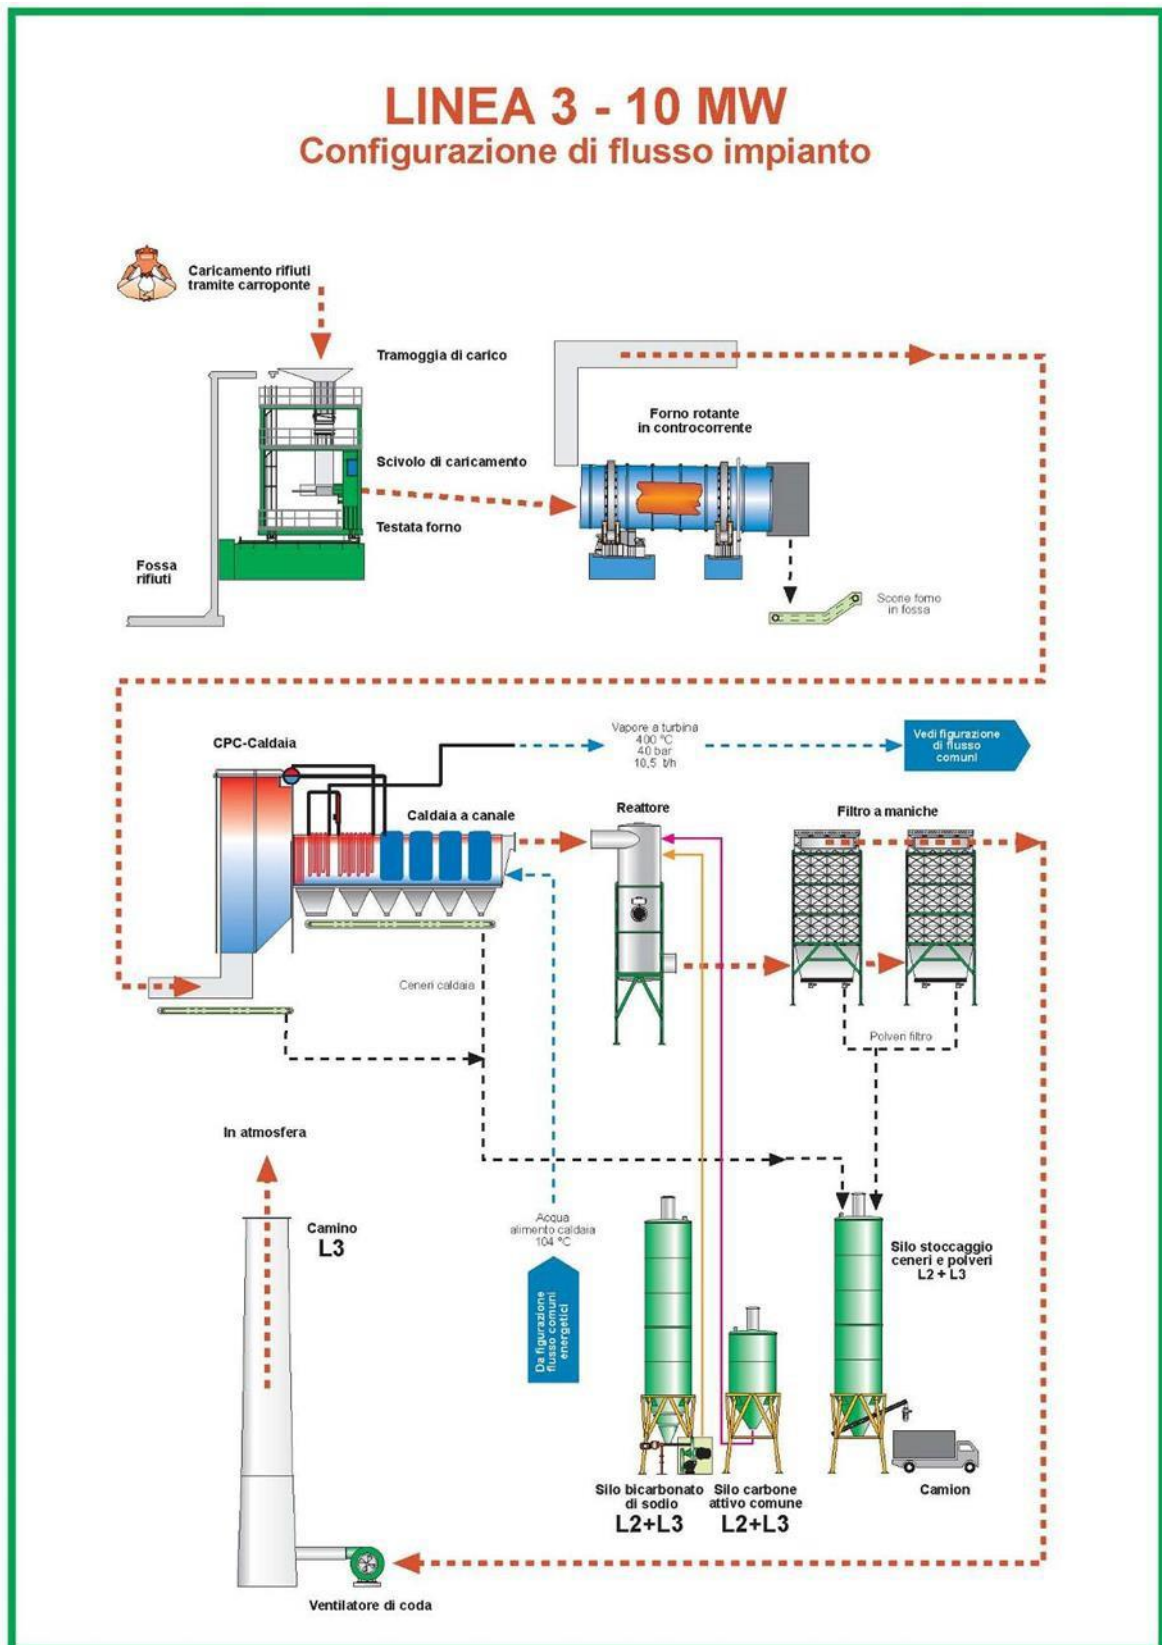 LINEA 3 - 10 MW
Configurazione di flusso impianto
Caricamento rifiuti
tramite carroponte
Tramoggia di carico
Forno rotante
in controcorrente
Scivolo di caricamento
Testata forno
Fossa
rifiuti
Scorie forno
in fossa
CPC-Caldaia
Vapore a turbina
400 °C
40 bar
10,5 t/h
Vedi figurazione
di flusso
comuni
Caldaia a canale
Reattore
Filtro a maniche
Ceneri caldaia
Polveri filtro
In atmosfera
Camino
L3
Acqua
alimento caldaia
104 °C
Da figurazione
flusso comuni
energetici
Silo stoccaggio
ceneri e polveri
L2 + L3
Silo bicarbonato
di sodio
L2+L3
Silo carbone
attivo comune
L2+L3
Camion
Ventilatore di coda